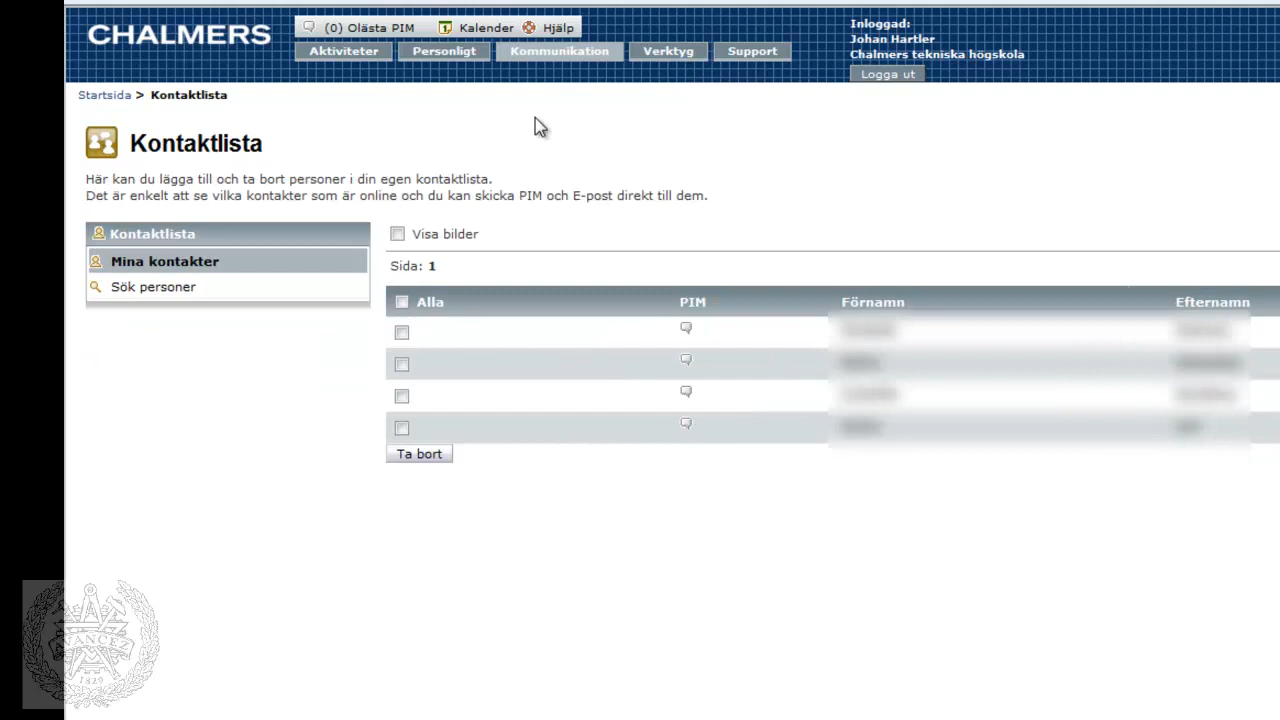 CHALMERS
(0) Olästa PIM Kalender Hjälp
Aktiviteter Personligt Kommunikation Verktyg Support
Inloggad:
Johan Hartler
Chalmers tekniska högskola
Logga ut
Startsida > Kontaktlista
Kontaktlista
Här kan du lägga till och ta bort personer i din egen kontaktlista.
Det är enkelt att se vilka kontakter som är online och du kan skicka PIM och E-post direkt till dem.
Kontaktlista
Mina kontakter
Sök personer
Visa bilder
Sida: 1
Alla PIM Förnamn Efternamn
Ta bort
AVANCEZ
1829